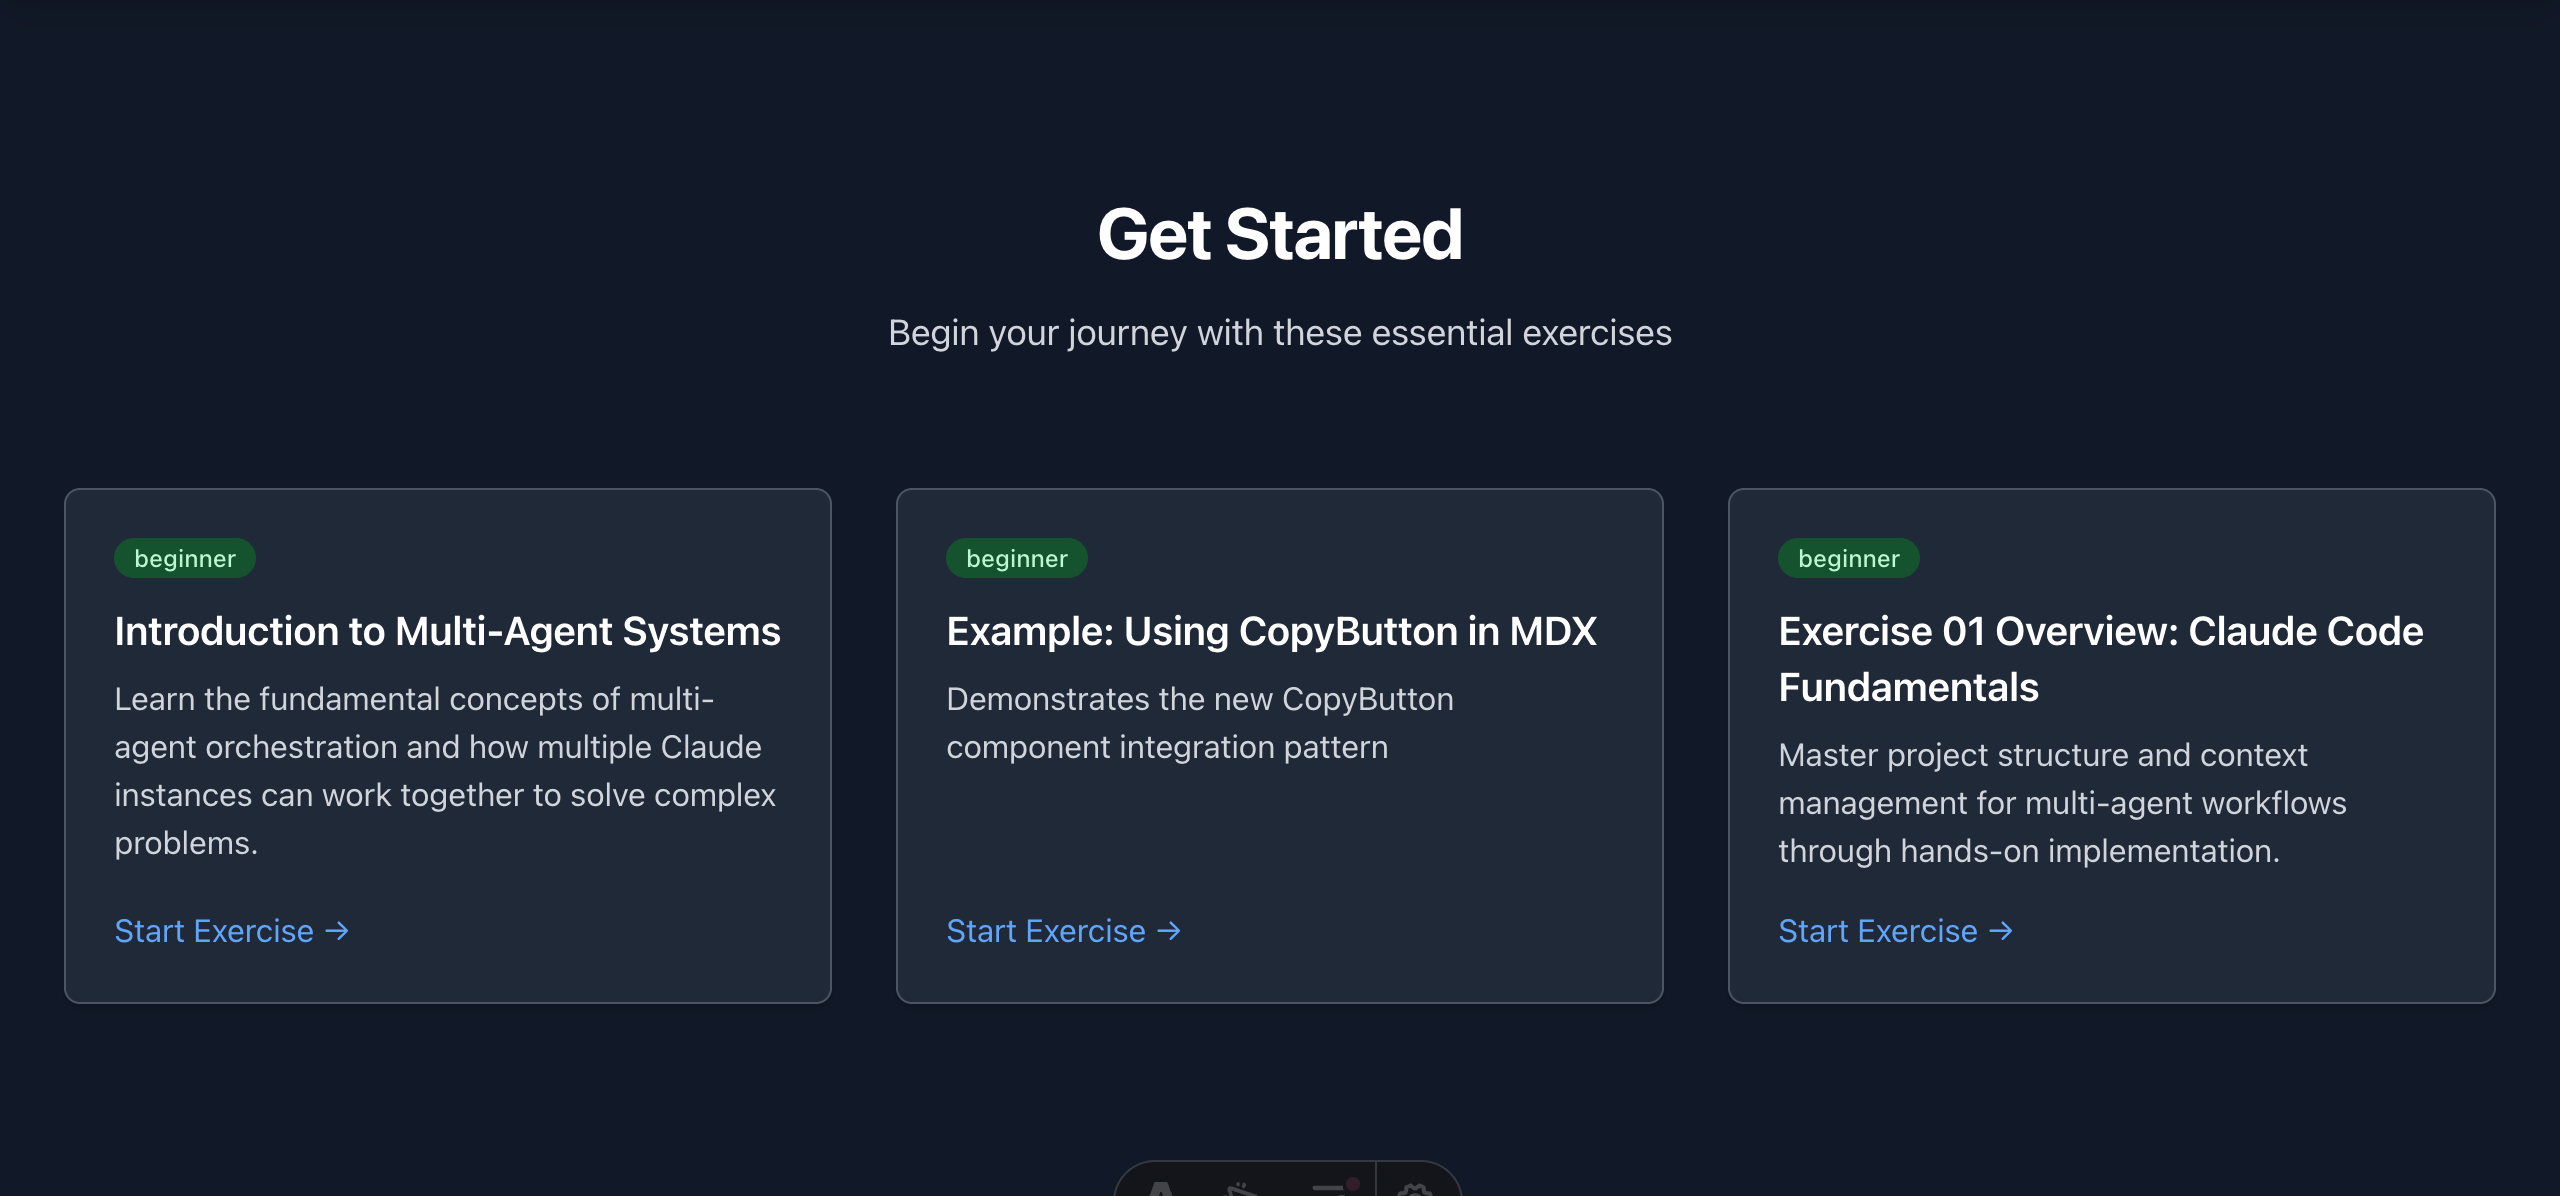 Get Started
Begin your journey with these essential exercises
beginner
Introduction to Multi-Agent Systems
Learn the fundamental concepts of multi-
agent orchestration and how multiple Claude
instances can work together to solve complex
problems.
Start Exercise →
beginner
Example: Using CopyButton in MDX
Demonstrates the new CopyButton
component integration pattern
Start Exercise →
beginner
Exercise 01 Overview: Claude Code
Fundamentals
Master project structure and context
management for multi-agent workflows
through hands-on implementation.
Start Exercise →